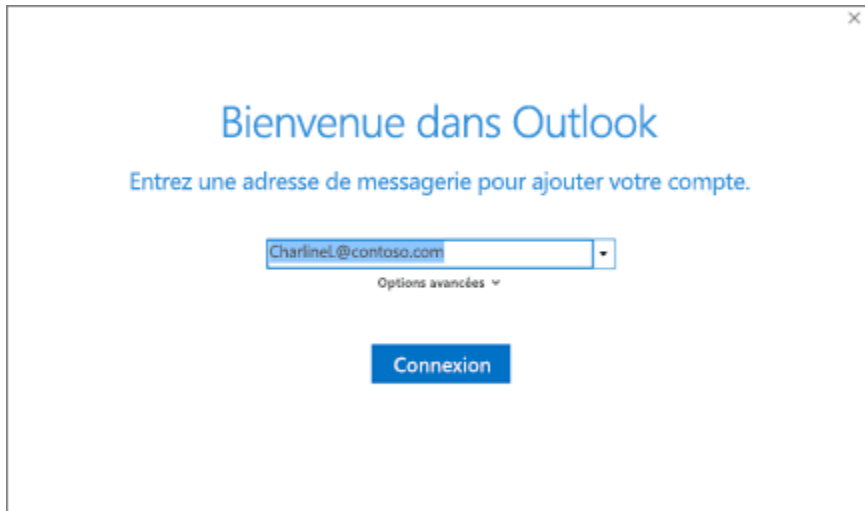 Bienvenue dans Outlook
Entrez une adresse de messagerie pour ajouter votre compte.
CharlineL@contoso.com
Options avancées
Connexion